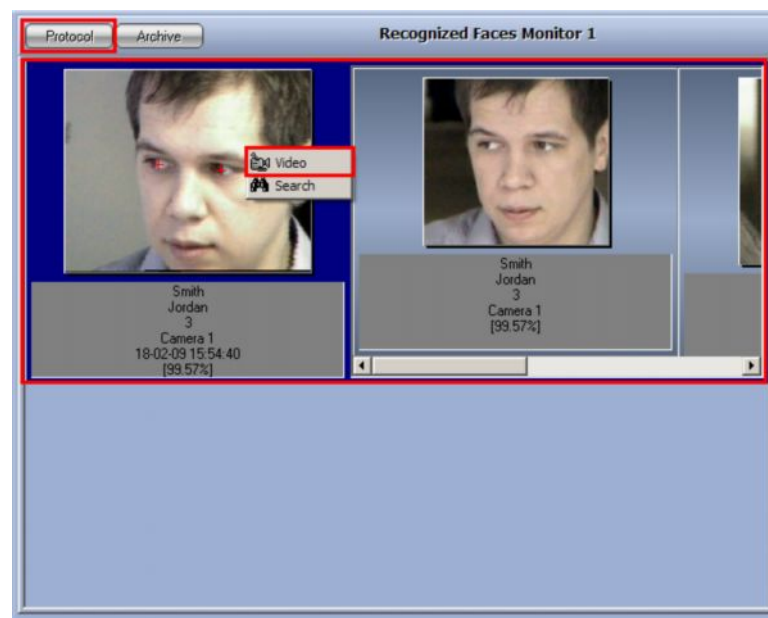 Protocol
Archive
Recognized Faces Monitor 1
Video
Search
Smith
Jordan
3
Camera 1
18-02-09 15:54:40
[99.57%]
Smith
Jordan
3
Camera 1
[99.57%]